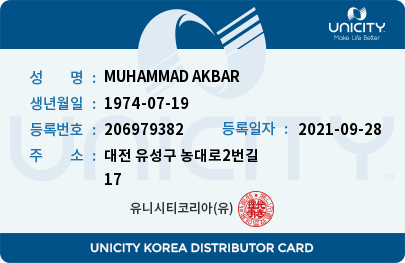 UNICITY
Make Life Better
성 명 : MUHAMMAD AKBAR
생년월일 : 1974-07-19
등록번호 : 206979382 등록일자 : 2021-09-28
주 소 : 대전 유성구 농대로2번길
17
UNICITY
유니시티코리아(유)
UNICITY KOREA DISTRIBUTOR CARD